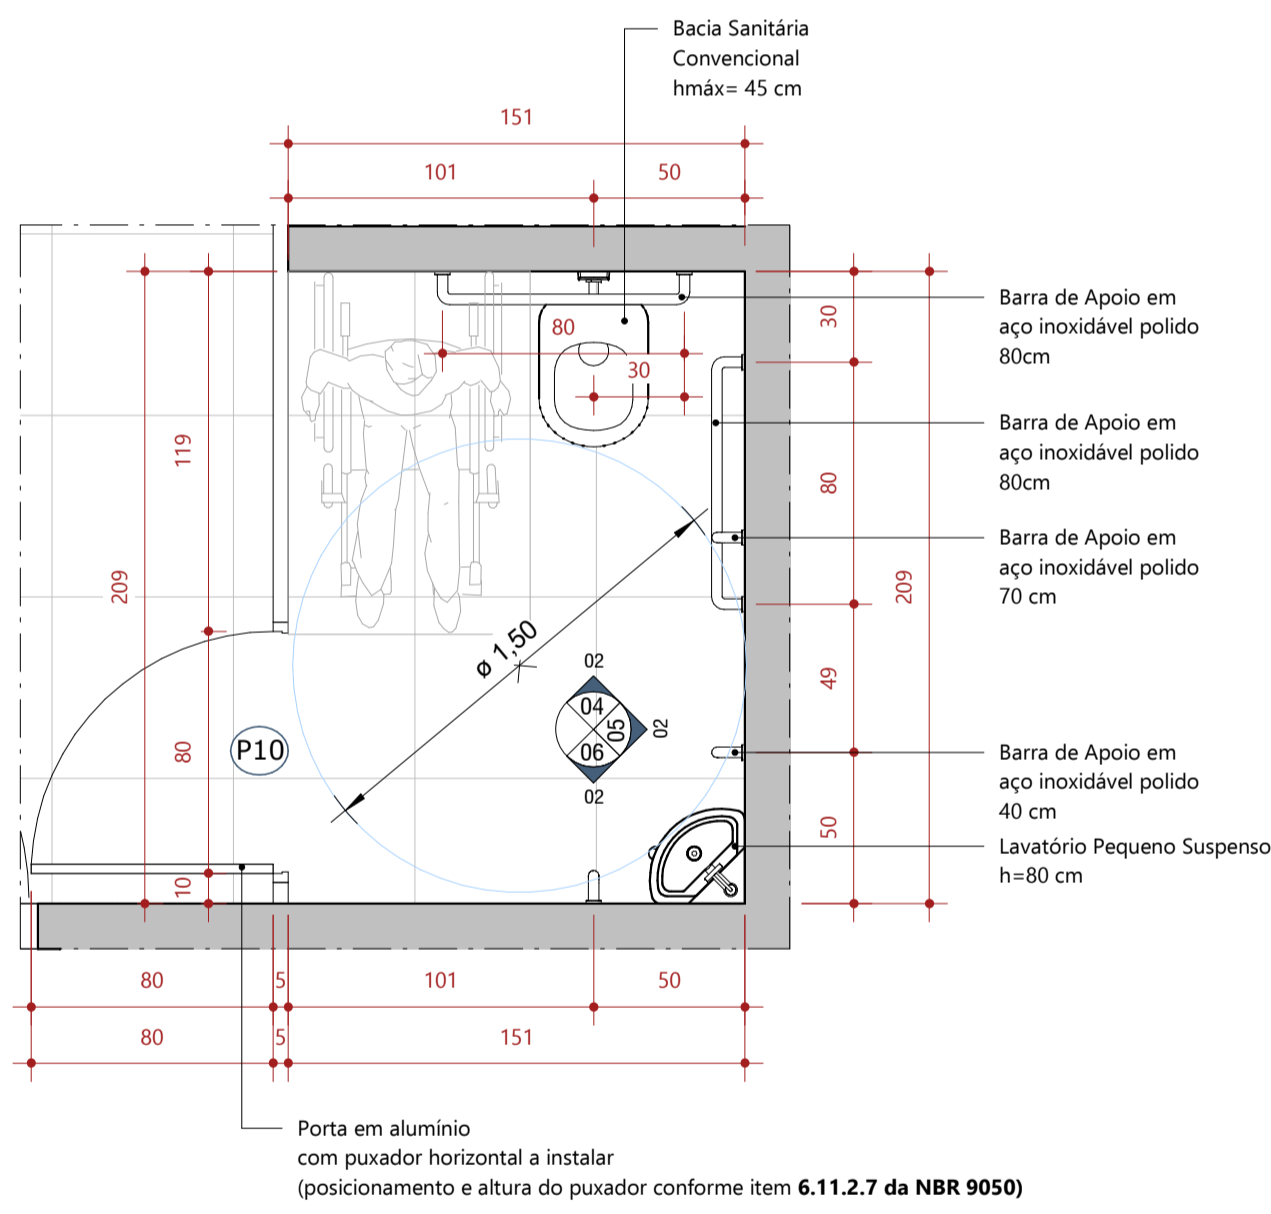 Bacia Sanitária
Convencional
hmáx= 45 cm
151
101
50
Barra de Apoio em
aço inoxidável polido
80cm
30
80
30
Barra de Apoio em
aço inoxidável polido
80cm
119
80
Barra de Apoio em
aço inoxidável polido
70 cm
209
209
ø 1,50
02
04
05
06
02
02
49
P10
80
Barra de Apoio em
aço inoxidável polido
40 cm
50
Lavatório Pequeno Suspenso
h=80 cm
10
80
5
101
50
80
5
151
Porta em alumínio
com puxador horizontal a instalar
(posicionamento e altura do puxador conforme item 6.11.2.7 da NBR 9050)